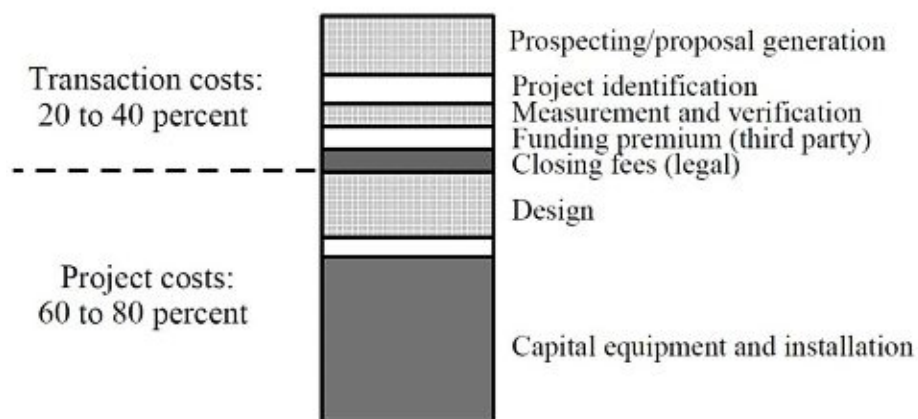 Transaction costs:
20 to 40 percent
Project costs:
60 to 80 percent
Prospecting/proposal generation
Project identification
Measurement and verification
Funding premium (third party)
Closing fees (legal)
Design
Capital equipment and installation